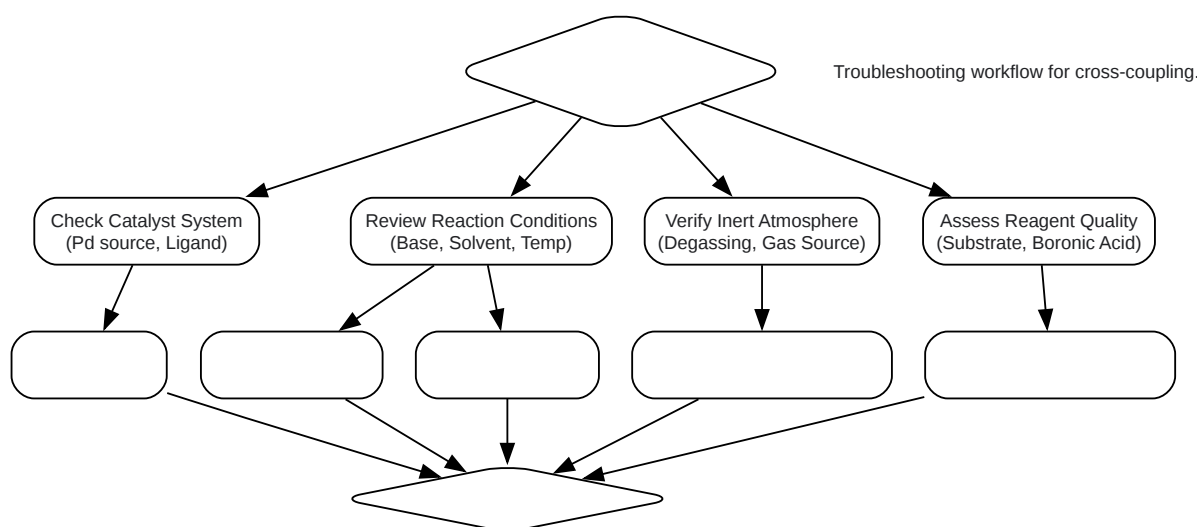 Troubleshooting workflow for cross-coupling.
Check Catalyst System
(Pd source, Ligand)
Review Reaction Conditions
(Base, Solvent, Temp)
Verify Inert Atmosphere
(Degassing, Gas Source)
Assess Reagent Quality
(Substrate, Boronic Acid)